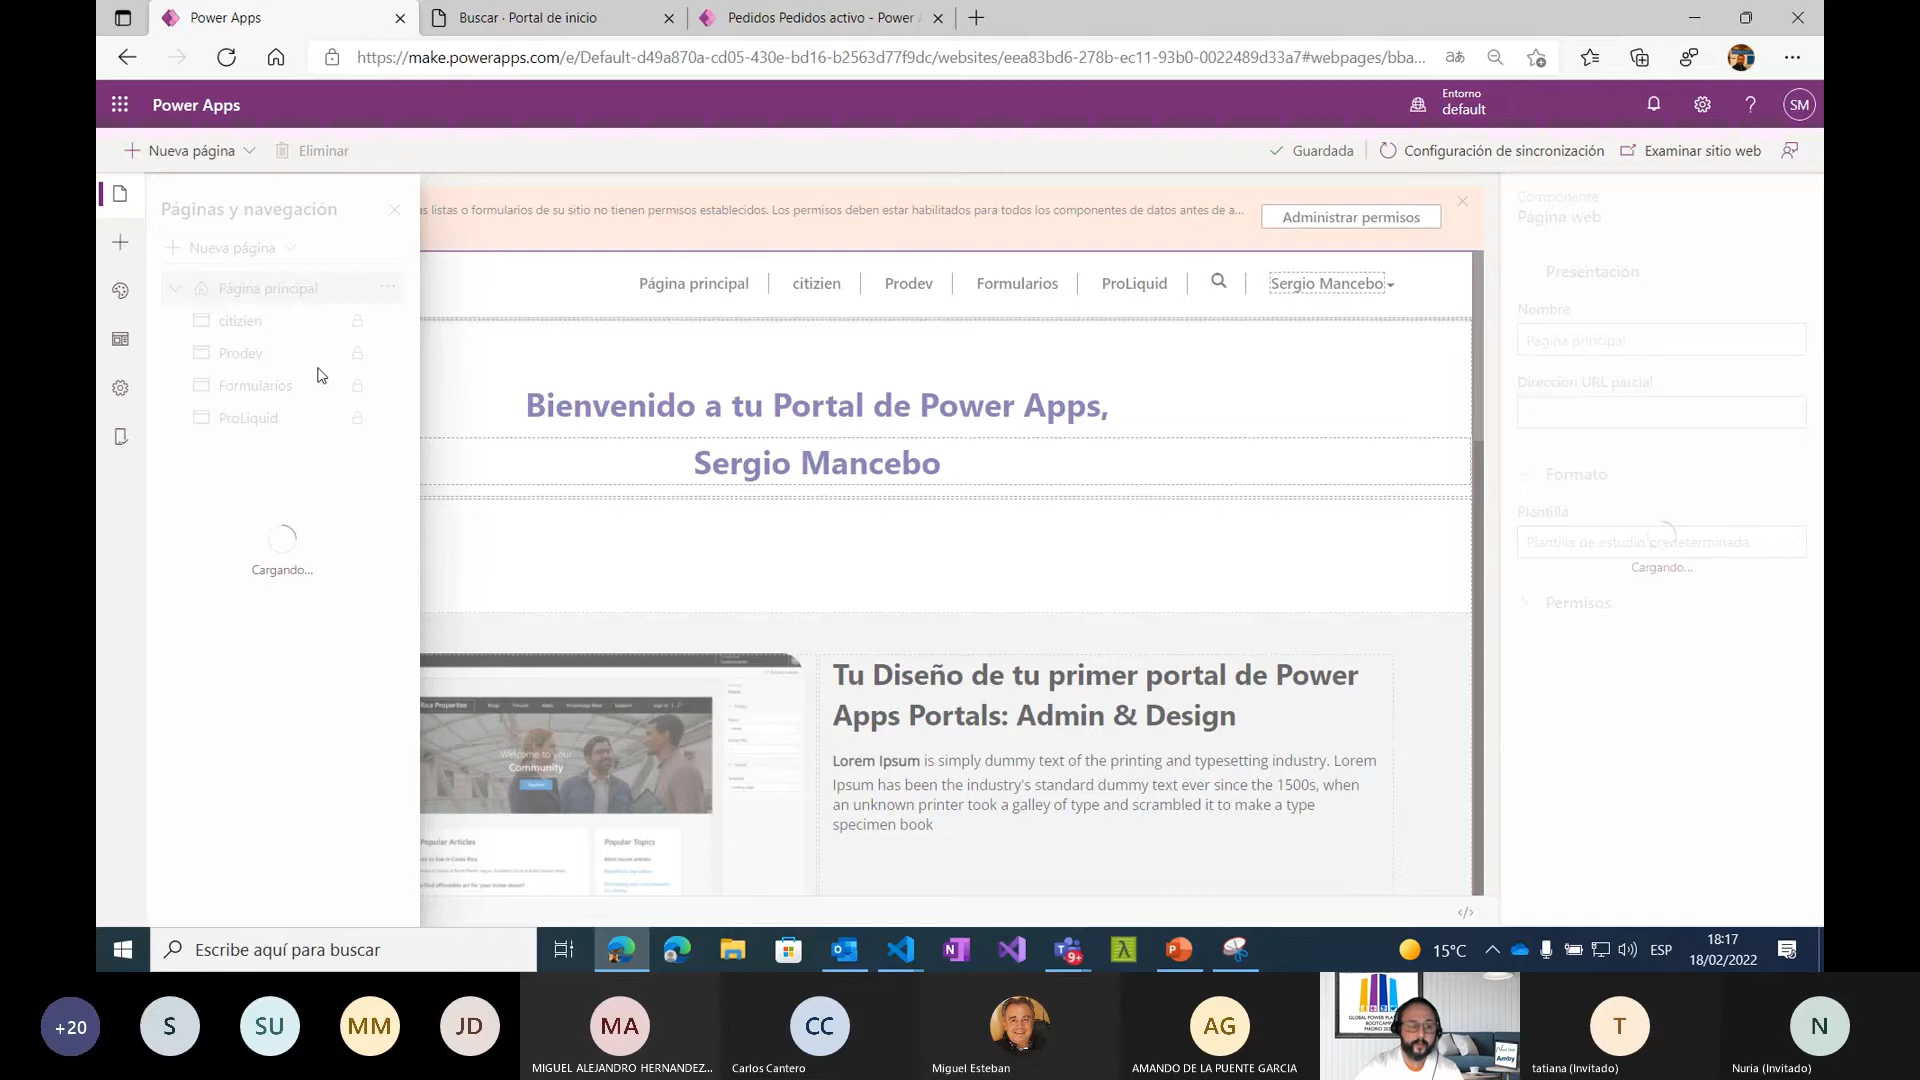 Power Apps
Buscar · Portal de inicio
Pedidos Pedidos activo - Power A
https://make.powerapps.com/e/Default-d49a870a-cd05-430e-bd16-b2563d77f9dc/websites/eea83bd6-278b-ec11-93b0-0022489d33a7#webpages/bba...
Power Apps
Entorno
default
SM
Nueva página
Eliminar
Guardada
Configuración de sincronización
Examinar sitio web
Páginas y navegación
Nueva página
Página principal
citizien
Prodev
Formularios
ProLiquid
Cargando...
as listas o formularios de su sitio no tienen permisos establecidos. Los permisos deben estar habilitados para todos los componentes de datos antes de a...
Administrar permisos
Página principal
citizien
Prodev
Formularios
ProLiquid
Sergio Mancebo
Bienvenido a tu Portal de Power Apps,
Sergio Mancebo
Welcome to your
Community
Popular Articles
Popular Topics
Tu Diseño de tu primer portal de Power
Apps Portals: Admin & Design
Lorem Ipsum is simply dummy text of the printing and typesetting industry. Lorem
Ipsum has been the industry's standard dummy text ever since the 1500s, when
an unknown printer took a galley of type and scrambled it to make a type
specimen book
Componente
Página web
Presentación
Nombre
Página principal
Dirección URL parcial
Formato
Plantilla
Plantilla de estudio predeterminada
Cargando...
Permisos
</>
Escribe aquí para buscar
9+
15°C
ESP
18:17
18/02/2022
+20
S
SU
MM
JD
MA
MIGUEL ALEJANDRO HERNANDEZ...
CC
Carlos Cantero
Miguel Esteban
AG
AMANDO DE LA PUENTE GARCIA
T
tatiana (Invitado)
N
Nuria (Invitado)